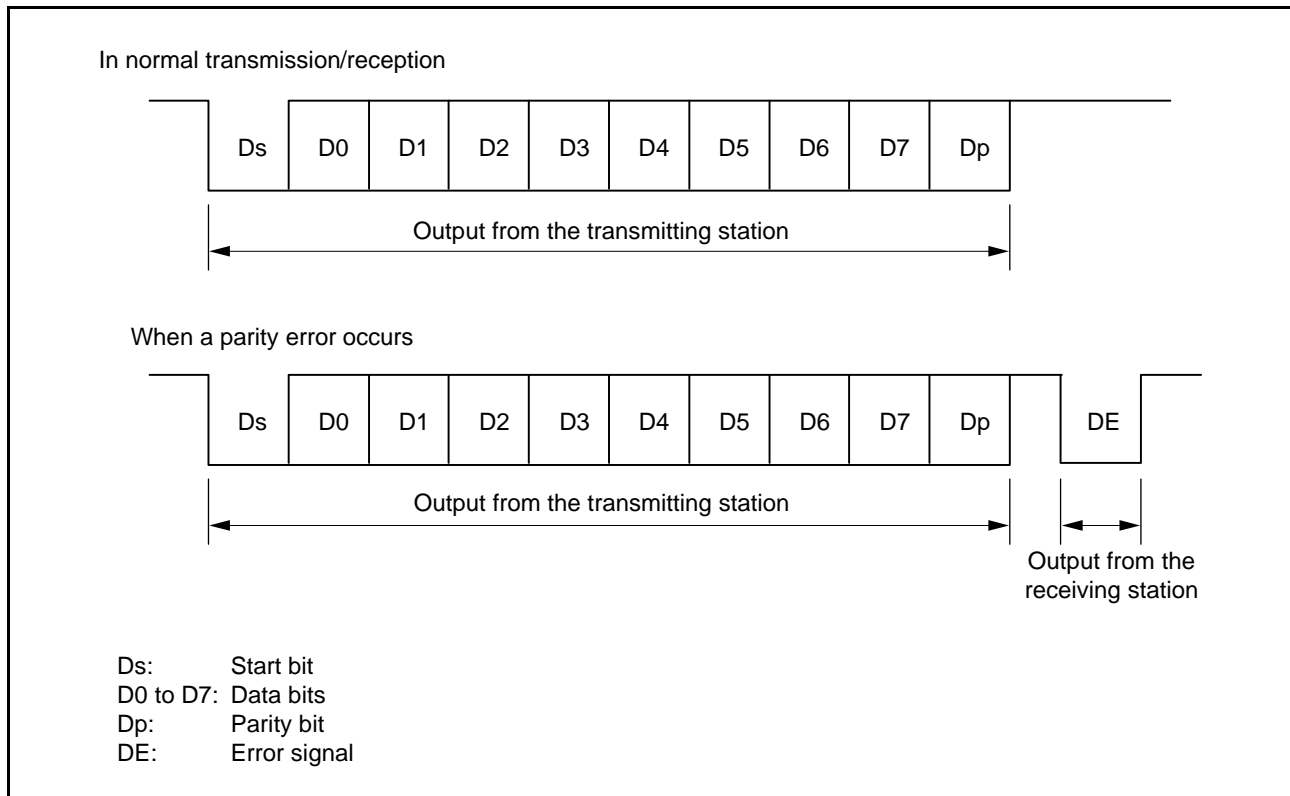 In normal transmission/reception
Ds D0 D1 D2 D3 D4 D5 D6 D7 Dp
Output from the transmitting station
When a parity error occurs
Ds D0 D1 D2 D3 D4 D5 D6 D7 Dp DE
Output from the transmitting station
Output from the
receiving station
Ds: Start bit
D0 to D7: Data bits
Dp: Parity bit
DE: Error signal